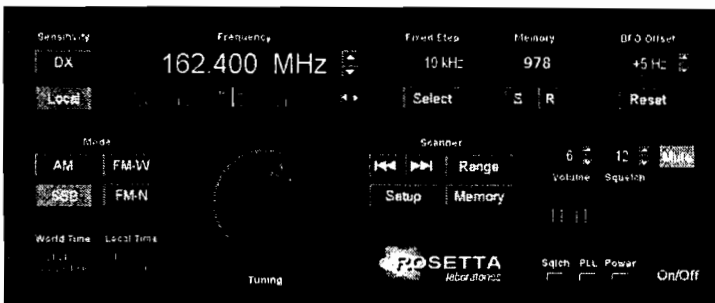 Sensitivity Frequency Fixed Step Memory BFO Offset
DX 162.400 MHz 10 kHz 978 +5 Hz
Local Select S R Reset
Mode Scanner
AM FM-W Range 6 12 Mute
Volume Squelch
SSB FM-N Setup Memory
World Time Local Time
ROSETTA
laboratories
Sqlch PLL Power
Tuning On/Off